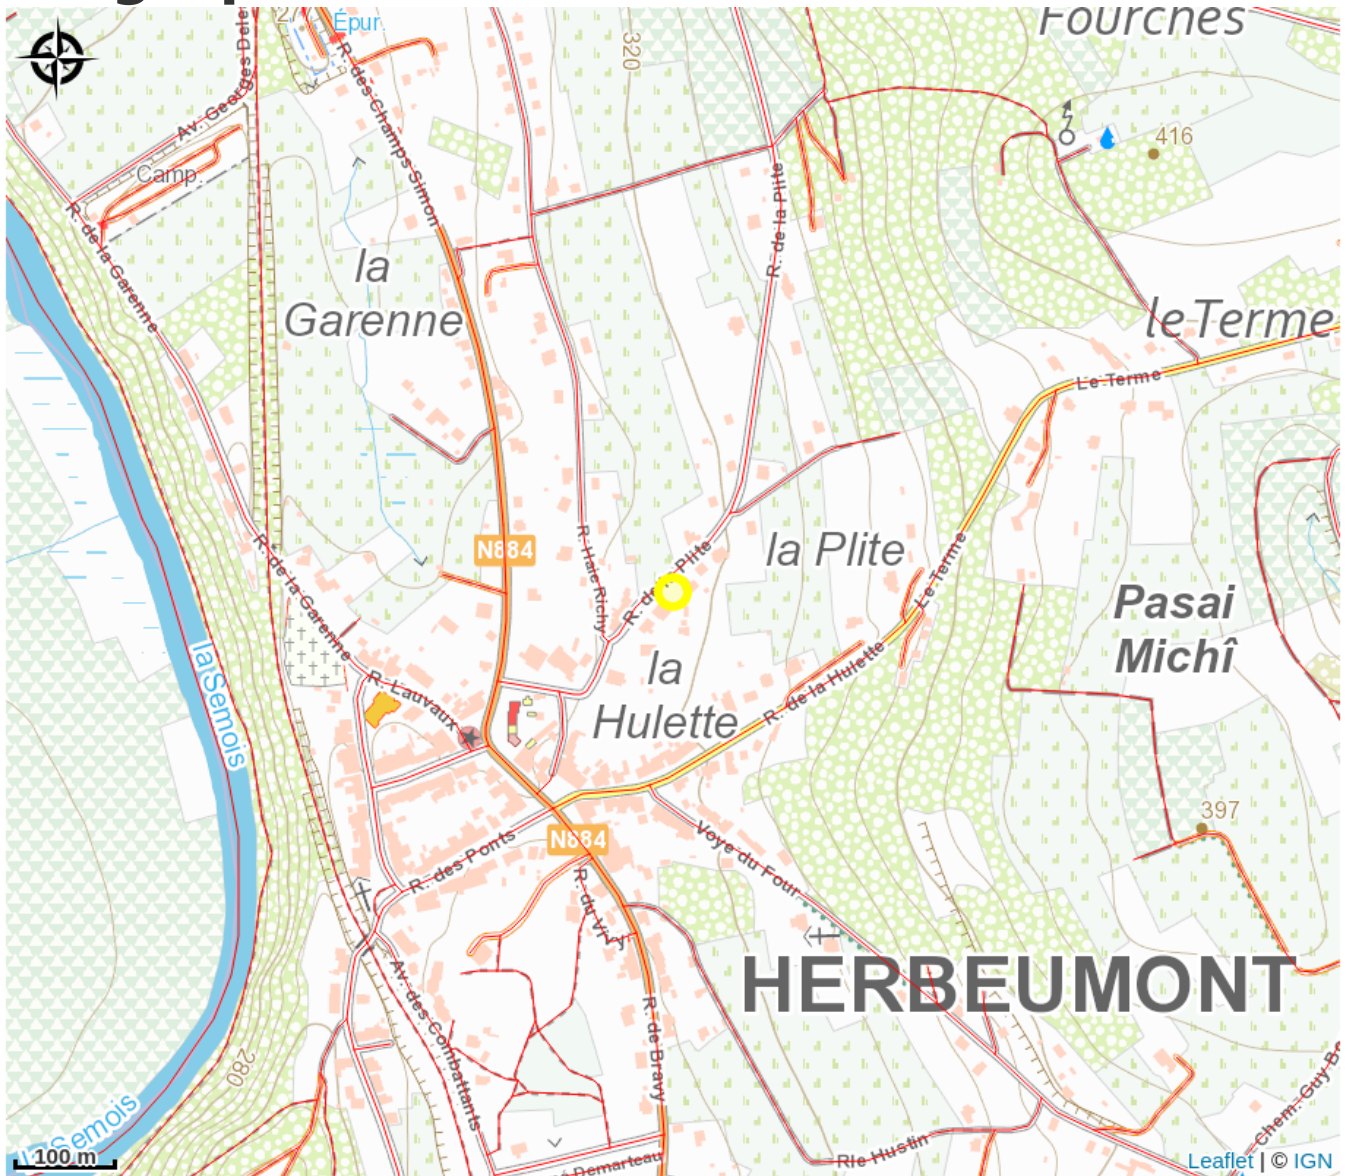 Fourches
Épur.
320
R. des Champs Simon
Av. Georges Dele
416
Camp.
R. de la Plite
R. de la Garenne
la
Garenne
le Terme
Le Terme
N884
R. Haie Richy
R. de la Plite
la Plite
Le Terme
Pasai
Michî
R. de la Garenne
la Semois
R. Lauvaux
la
Hulette
R. de la Hulette
397
N884
Voye du Four
R. des Ponts
HERBEUMONT
Av. des Combattants
R. de Bravy
280
la Semois
100 m
Demarteau
Rle Hustin
Chem. Guy Bo
Leaflet | © IGN